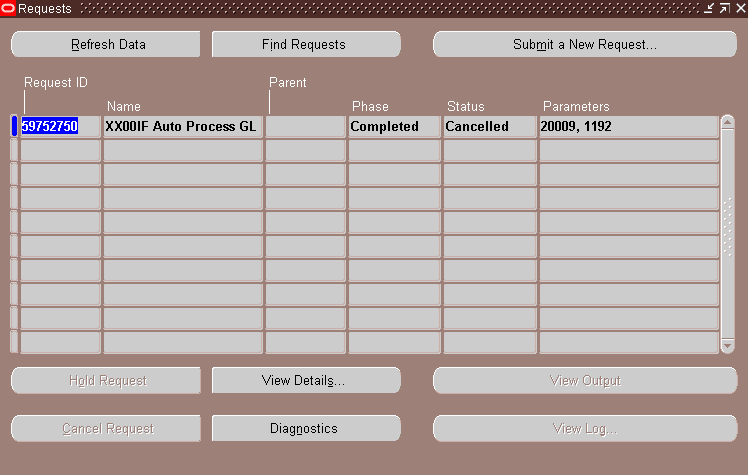 Requests
Refresh Data Find Requests Submit a New Request...
Request ID Parent
Name Phase Status Parameters
59752750 XX00IF Auto Process GL Completed Cancelled 20009, 1192
Hold Request View Details... View Output
Cancel Request Diagnostics View Log...